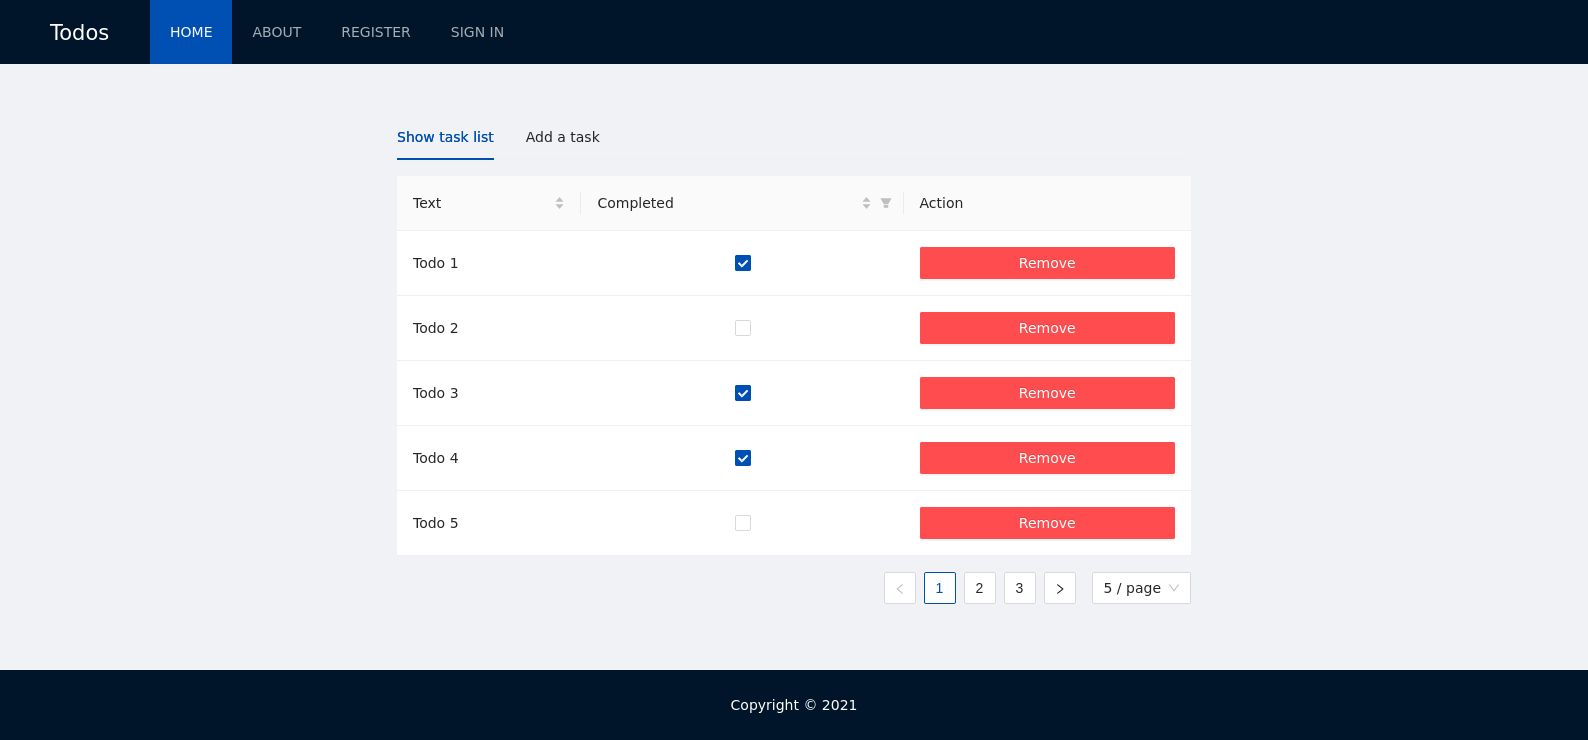 Todos HOME ABOUT REGISTER SIGN IN
Show task list Add a task
Text Completed Action
Todo 1 Remove
Todo 2 Remove
Todo 3 Remove
Todo 4 Remove
Todo 5 Remove
1 2 3 5 / page
Copyright © 2021